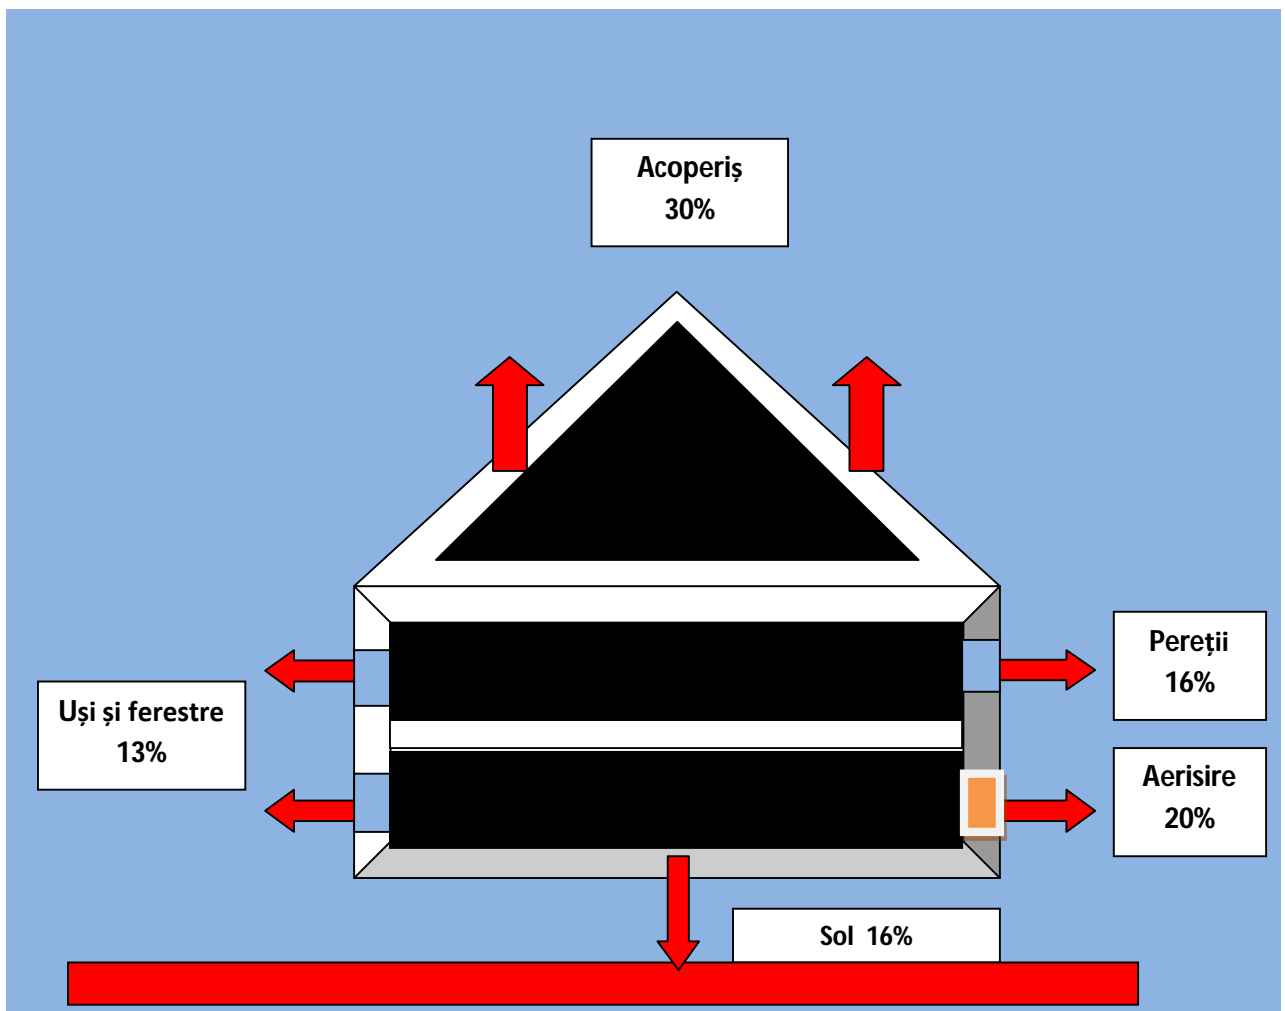 Acoperiș
30%
Pereții
16%
Uși și ferestre
13%
Aerisire
20%
Sol 16%